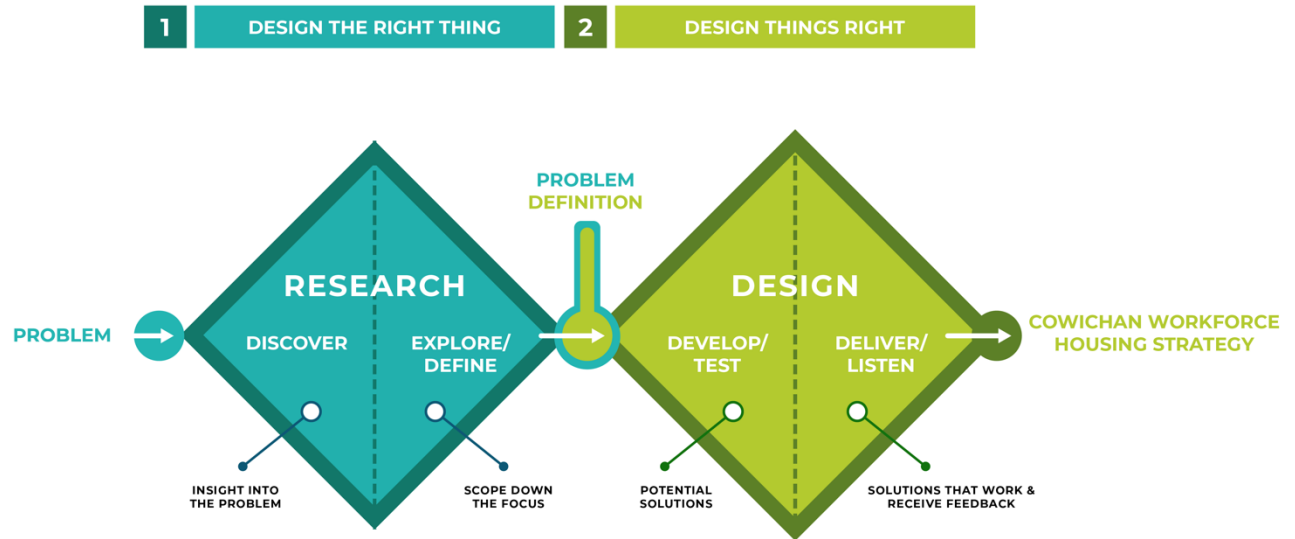 1
DESIGN THE RIGHT THING
2
DESIGN THINGS RIGHT
PROBLEM
RESEARCH
DISCOVER
EXPLORE/
DEFINE
INSIGHT INTO
THE PROBLEM
SCOPE DOWN
THE FOCUS
PROBLEM
DEFINITION
DESIGN
DEVELOP/
TEST
DELIVER/
LISTEN
POTENTIAL
SOLUTIONS
SOLUTIONS THAT WORK &
RECEIVE FEEDBACK
COWICHAN WORKFORCE
HOUSING STRATEGY